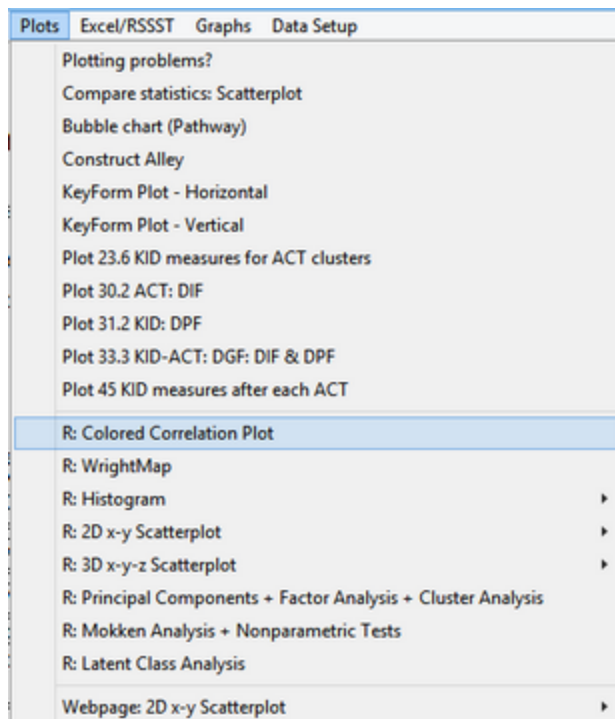 Plots Excel/RSSST Graphs Data Setup
Plotting problems?
Compare statistics: Scatterplot
Bubble chart (Pathway)
Construct Alley
KeyForm Plot - Horizontal
KeyForm Plot - Vertical
Plot 23.6 KID measures for ACT clusters
Plot 30.2 ACT: DIF
Plot 31.2 KID: DPF
Plot 33.3 KID-ACT: DGF: DIF & DPF
Plot 45 KID measures after each ACT
R: Colored Correlation Plot
R: WrightMap
R: Histogram
R: 2D x-y Scatterplot
R: 3D x-y-z Scatterplot
R: Principal Components + Factor Analysis + Cluster Analysis
R: Mokken Analysis + Nonparametric Tests
R: Latent Class Analysis
Webpage: 2D x-y Scatterplot